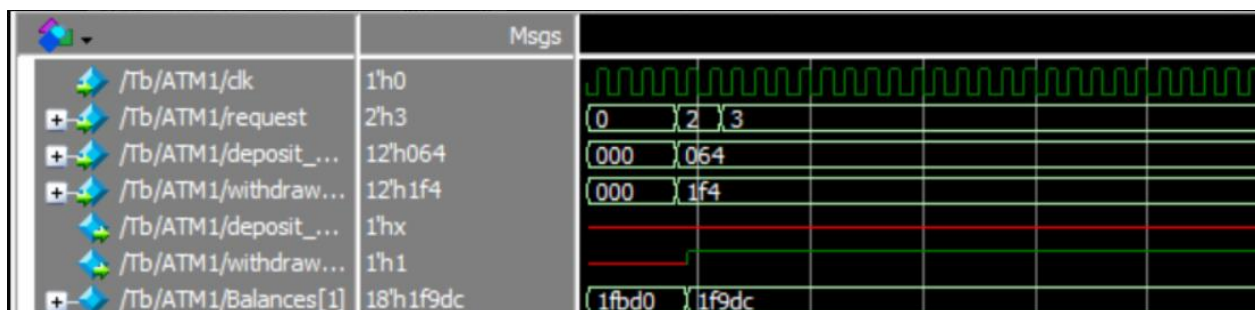 Msgs
/Tb/ATM1/clk 1'h0
/Tb/ATM1/request 2'h3 0 2 3
/Tb/ATM1/deposit_... 12'h064 000 064
/Tb/ATM1/withdraw... 12'h1f4 000 1f4
/Tb/ATM1/deposit_... 1'hx
/Tb/ATM1/withdraw... 1'h1
/Tb/ATM1/Balances[1] 18'h1f9dc 1fbd0 1f9dc